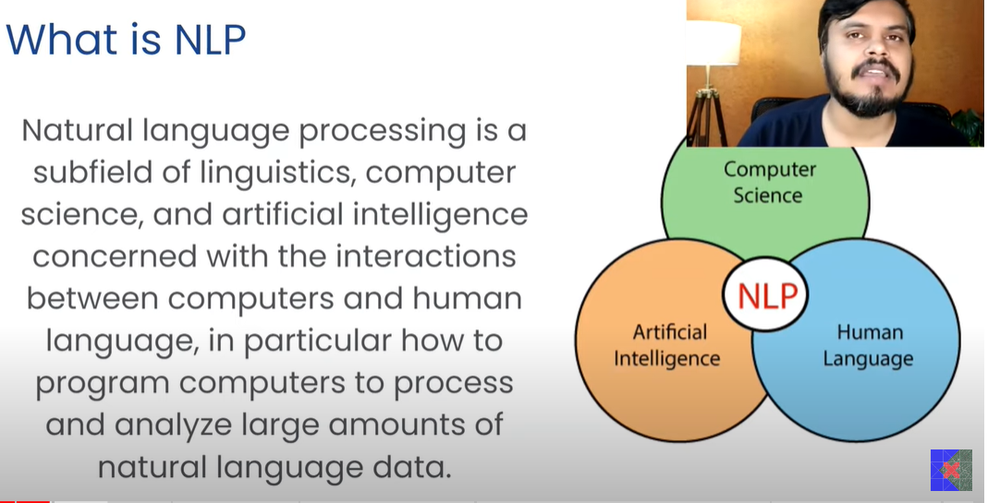 What is NLP
Natural language processing is a
subfield of linguistics, computer
science, and artificial intelligence
concerned with the interactions
between computers and human
language, in particular how to
program computers to process
and analyze large amounts of
natural language data.
Computer
Science
NLP
Artificial
Intelligence
Human
Language